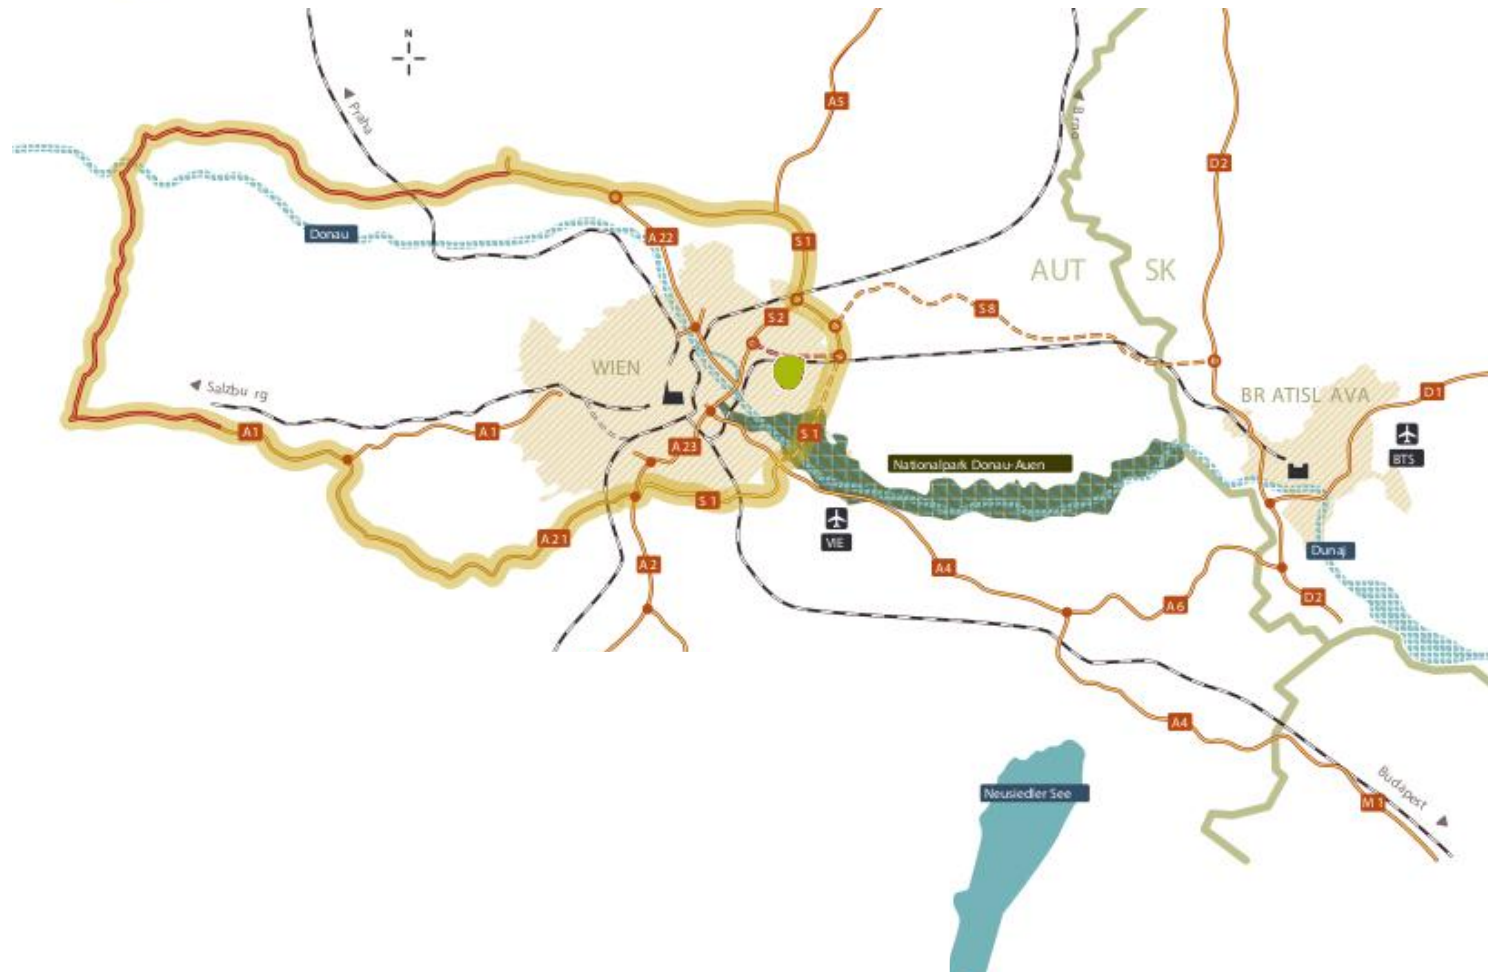 N
Praha
A5
Brno
D2
Donau
A22
S1
AUT
SK
S8
S2
WIEN
Salzbu rg
BR ATISL AVA
D1
A1
A1
A23
S1
BTS
Nationalpark Donau-Auen
S1
VIE
A21
Dunaj
A2
A4
A6
D2
A4
Budapest
Neusiedler See
M1